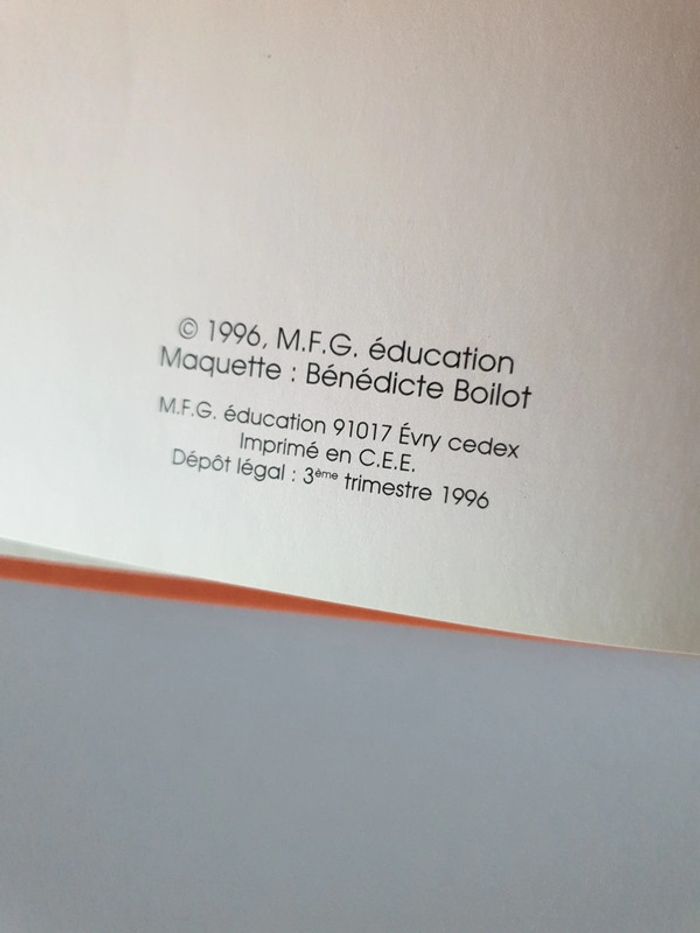 © 1996, M.F.G. éducation
Maquette : Bénédicte Boilot
M.F.G. éducation 91017 Évry cedex
Imprimé en C.E.E.
Dépôt légal : 3ème trimestre 1996